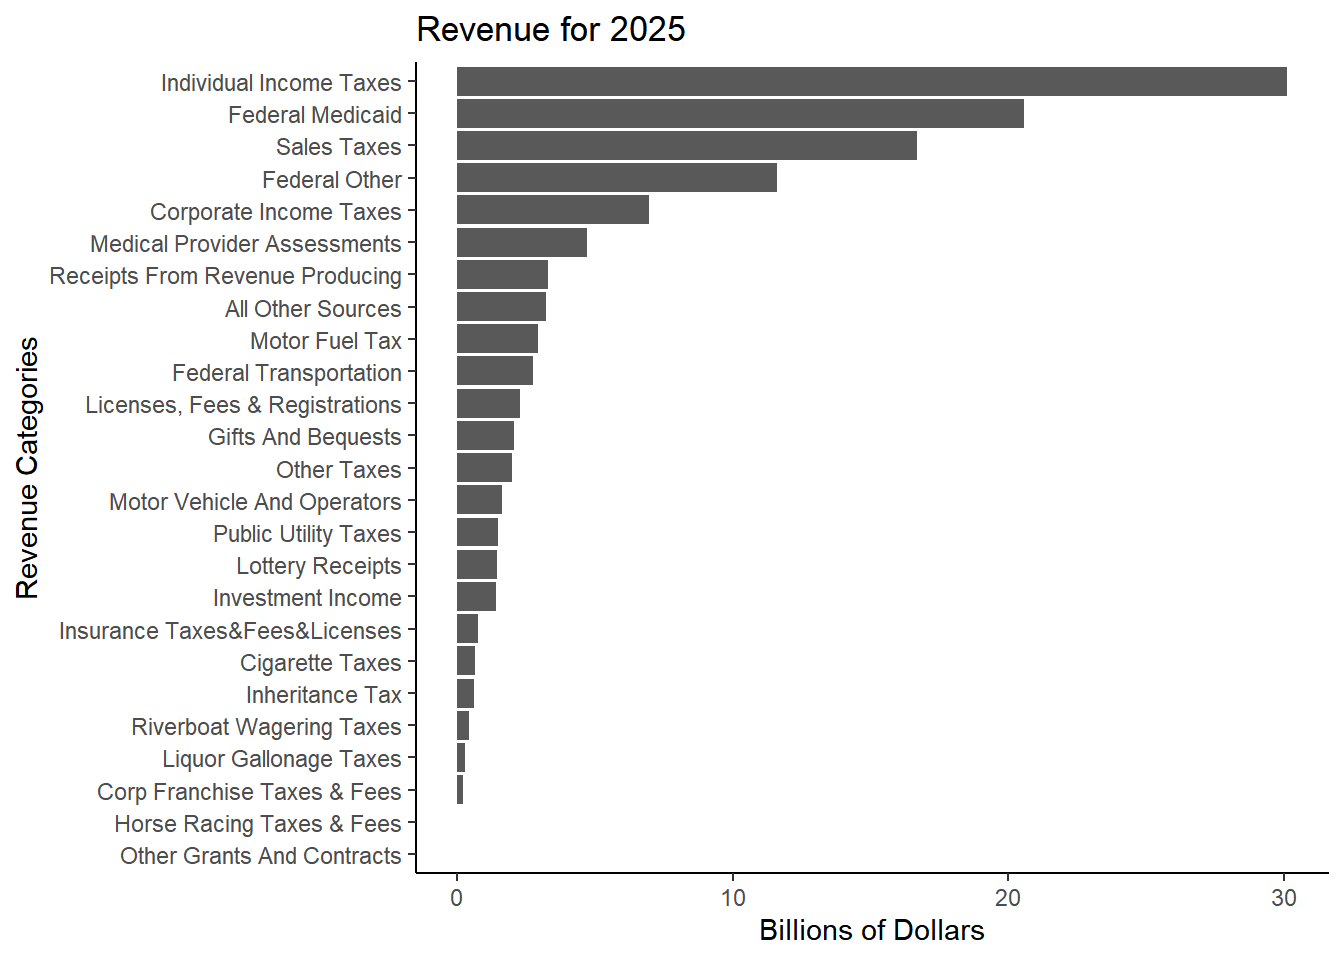 Revenue for 2025
Revenue Categories
Individual Income Taxes
Federal Medicaid
Sales Taxes
Federal Other
Corporate Income Taxes
Medical Provider Assessments
Receipts From Revenue Producing
All Other Sources
Motor Fuel Tax
Federal Transportation
Licenses, Fees & Registrations
Gifts And Bequests
Other Taxes
Motor Vehicle And Operators
Public Utility Taxes
Lottery Receipts
Investment Income
Insurance Taxes&Fees&Licenses
Cigarette Taxes
Inheritance Tax
Riverboat Wagering Taxes
Liquor Gallonage Taxes
Corp Franchise Taxes & Fees
Horse Racing Taxes & Fees
Other Grants And Contracts
0 10 20 30
Billions of Dollars